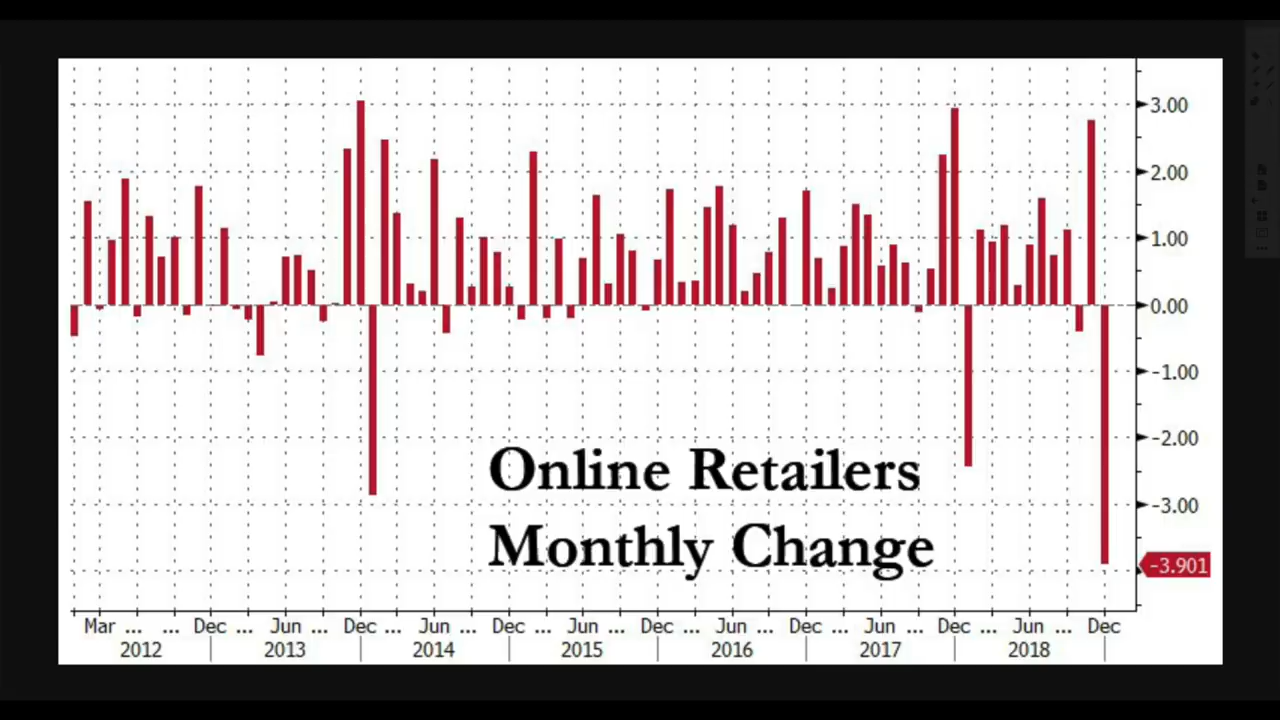 3.00
2.00
1.00
0.00
-1.00
-2.00
-3.00
-3.901
Online Retailers
Monthly Change
Mar ... ... Dec ... Jun ... Dec ... Jun ... Dec ... Jun ... Dec ... Jun ... Dec ... Jun ... Dec ... Jun ... Dec
2012 2013 2014 2015 2016 2017 2018